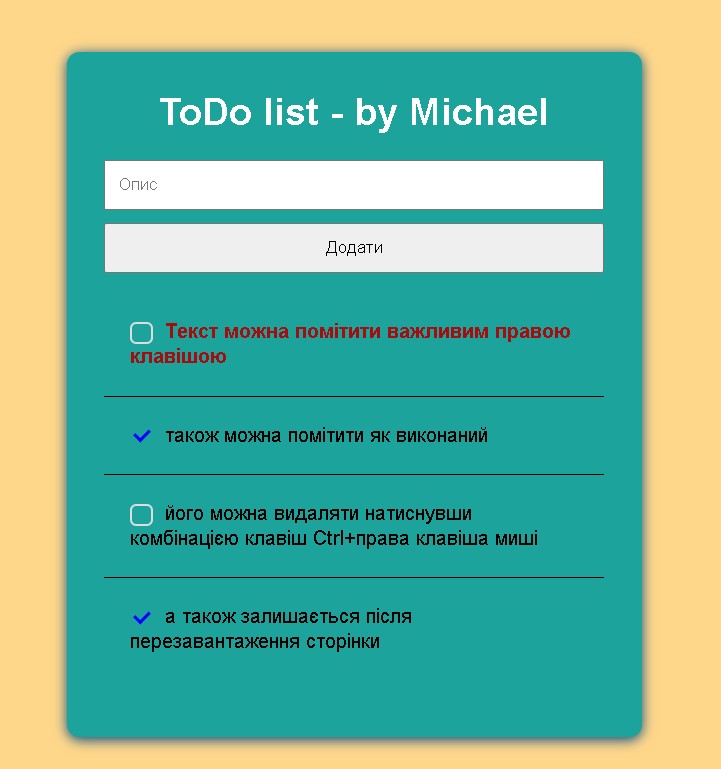 ToDo list - by Michael
Опис
Додати
Текст можна помітити важливим правою
клавішою
також можна помітити як виконаний
його можна видаляти натиснувши
комбінацією клавіш Ctrl+права клавіша миші
а також залишається після
перезавантаження сторінки